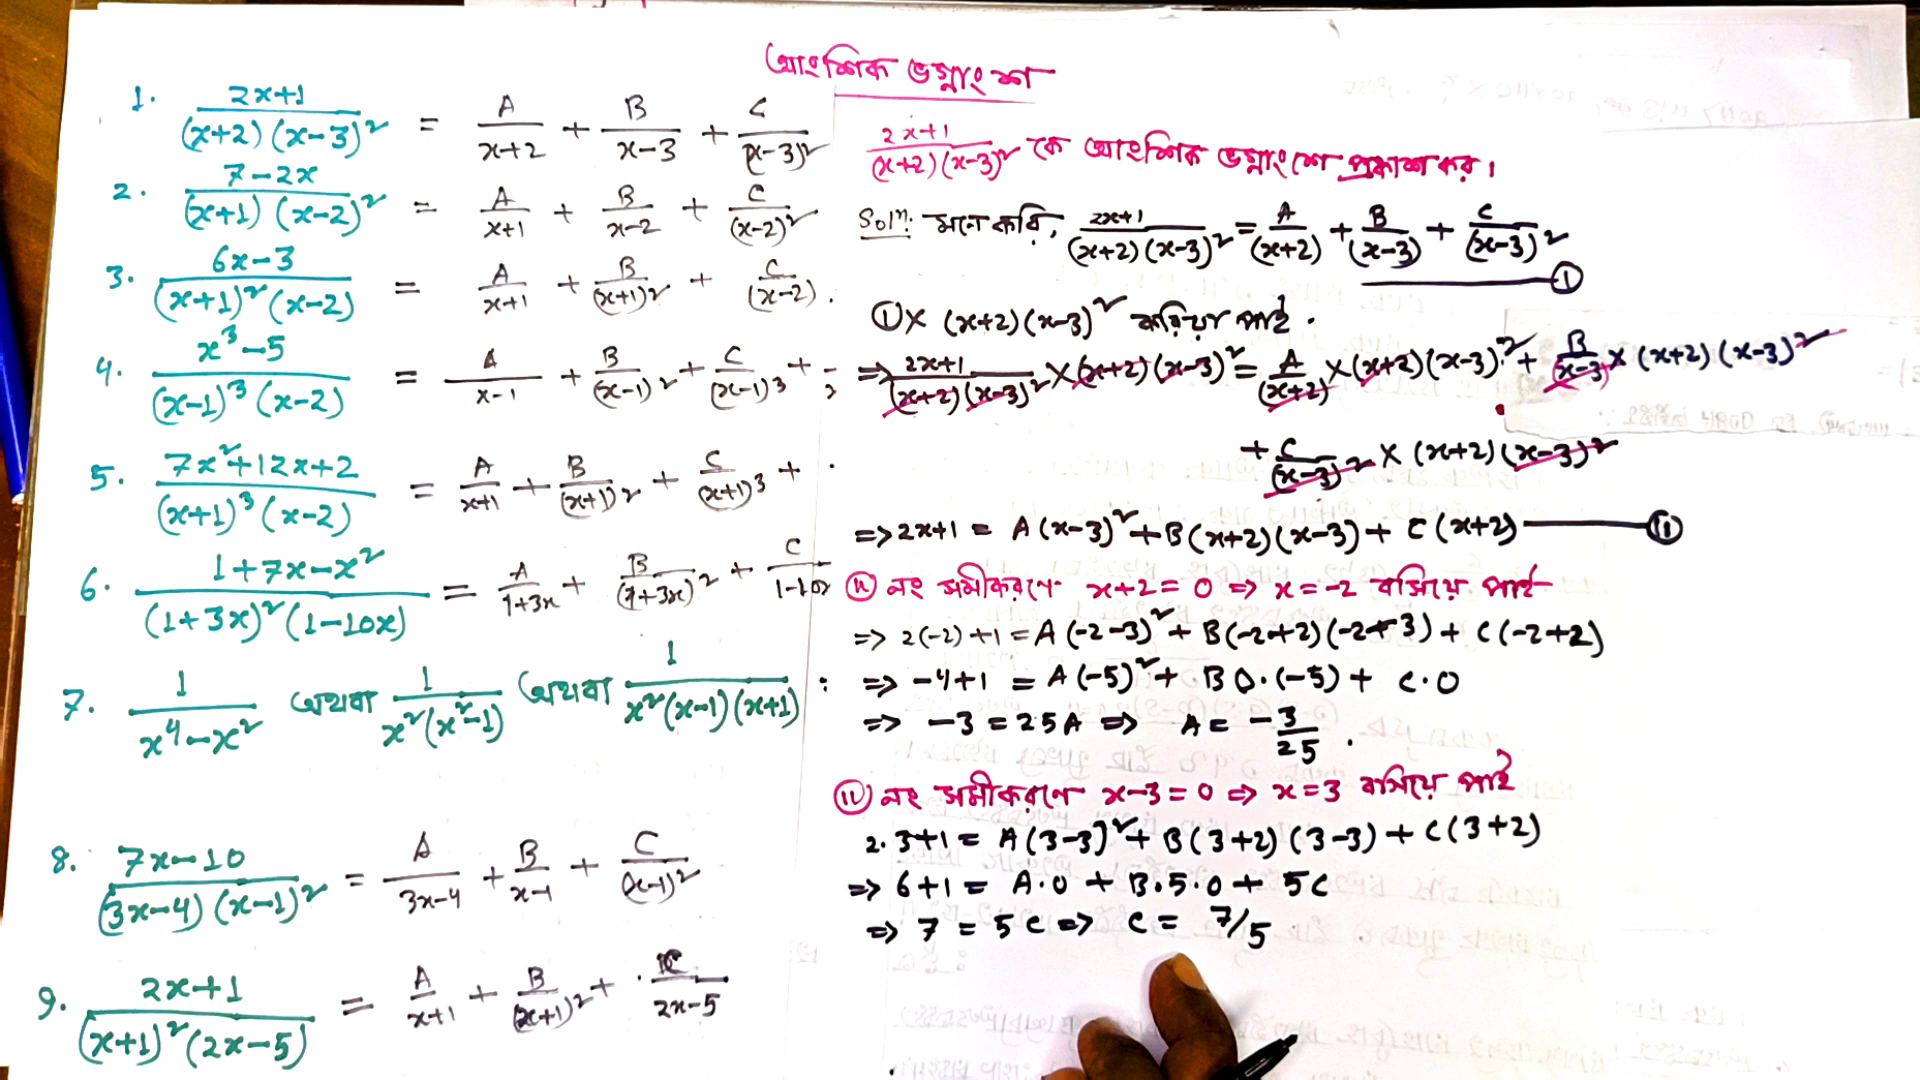 আংশিক ভগ্নাংশ
1. (2x+1)/((x+2)(x-3)²) = A/(x+2) + B/(x-3) + C/(x-3)²
2. (7-2x)/((x+1)(x-2)²) = A/(x+1) + B/(x-2) + C/(x-2)²
3. (6x-3)/((x+1)²(x-2)) = A/(x+1) + B/(x+1)² + C/(x-2).
4. (x³-5)/((x-1)³(x-2)) = A/(x-1) + B/(x-1)² + C/(x-1)³ +
5. (7x²+12x+2)/((x+1)³(x-2)) = A/(x+1) + B/(x+1)² + C/(x+1)³ +
6. (1+7x-x²)/((1+3x)²(1-10x)) = A/(1+3x) + B/(1+3x)² + C/(1-10x)
7. 1/(x⁴-x²) অথবা 1/(x²(x²-1)) অথবা 1/(x²(x-1)(x+1))
8. (7x-10)/((3x-4)(x-1)²) = A/(3x-4) + B/(x-1) + C/(x-1)²
9. (2x+1)/((x+1)²(2x-5)) = A/(x+1) + B/(x+1)² + C/(2x-5)
(2x+1)/((x+2)(x-3)²) কে আংশিক ভগ্নাংশে প্রকাশ কর।
Solⁿ: মনে করি, (2x+1)/((x+2)(x-3)²) = A/(x+2) + B/(x-3) + C/(x-3)²
—— ⓘ
ⓘ × (x+2)(x-3)² করিয়া পাই.
⇒ (2x+1)/((x+2)(x-3)²) × (x+2)(x-3)² = A/(x+2) × (x+2)(x-3)² + B/(x-3) × (x+2)(x-3)²
+ C/(x-3)² × (x+2)(x-3)²
⇒ 2x+1 = A(x-3)² + B(x+2)(x-3) + C(x+2) —— (ii)
(ii) নং সমীকরণে x+2=0 ⇒ x=-2 বসিয়ে পাই
⇒ 2(-2)+1 = A(-2-3)² + B(-2+2)(-2-3) + C(-2+2)
⇒ -4+1 = A(-5)² + B0.(-5) + C.0
⇒ -3 = 25A ⇒ A = -3/25.
(ii) নং সমীকরণে x-3=0 ⇒ x=3 বসিয়ে পাই
2.3+1 = A(3-3)² + B(3+2)(3-3) + C(3+2)
⇒ 6+1 = A.0 + B.5.0 + 5C
⇒ 7 = 5C ⇒ C = 7/5